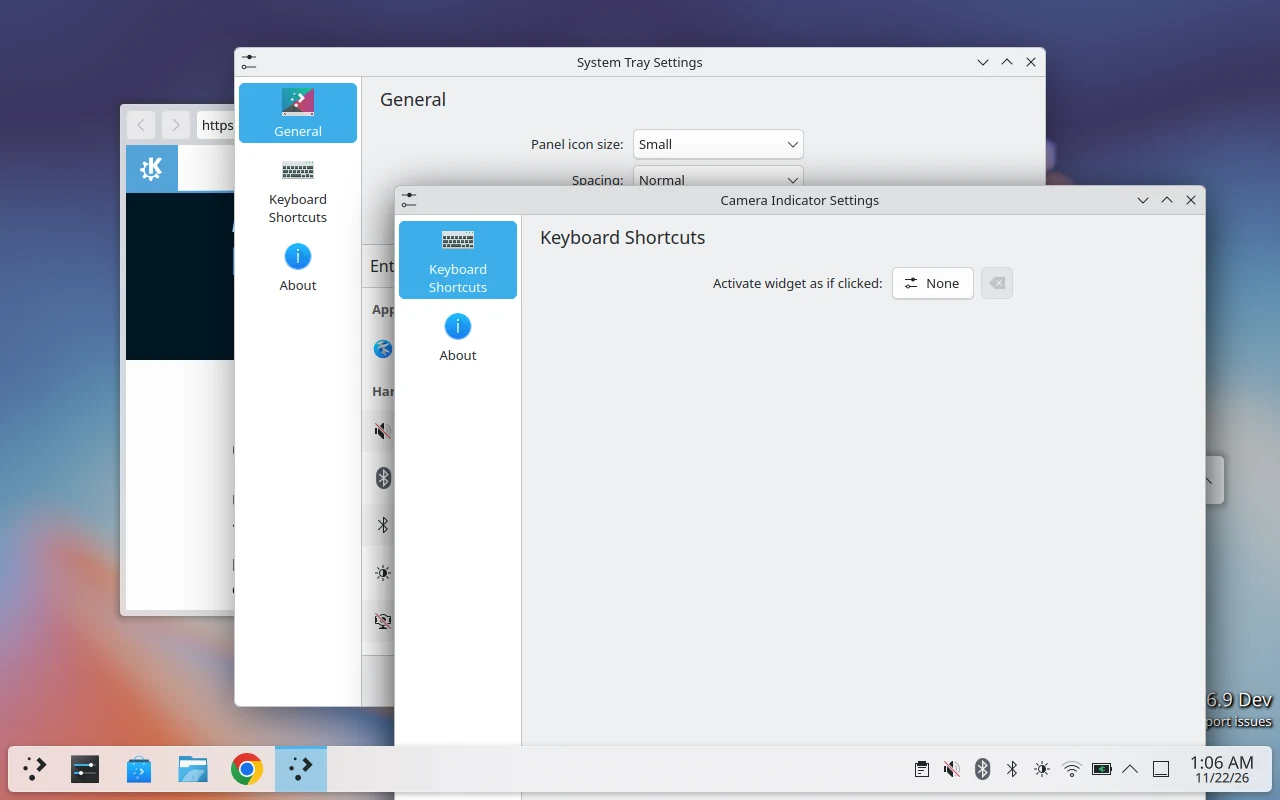 System Tray Settings
General
General
Panel icon size:
Small
Spacing:
Normal
Keyboard
Shortcuts
About
https
Camera Indicator Settings
Keyboard
Shortcuts
About
Keyboard Shortcuts
Activate widget as if clicked:
None
Ent
App
Har
6.9 Dev
port issues
1:06 AM
11/22/26